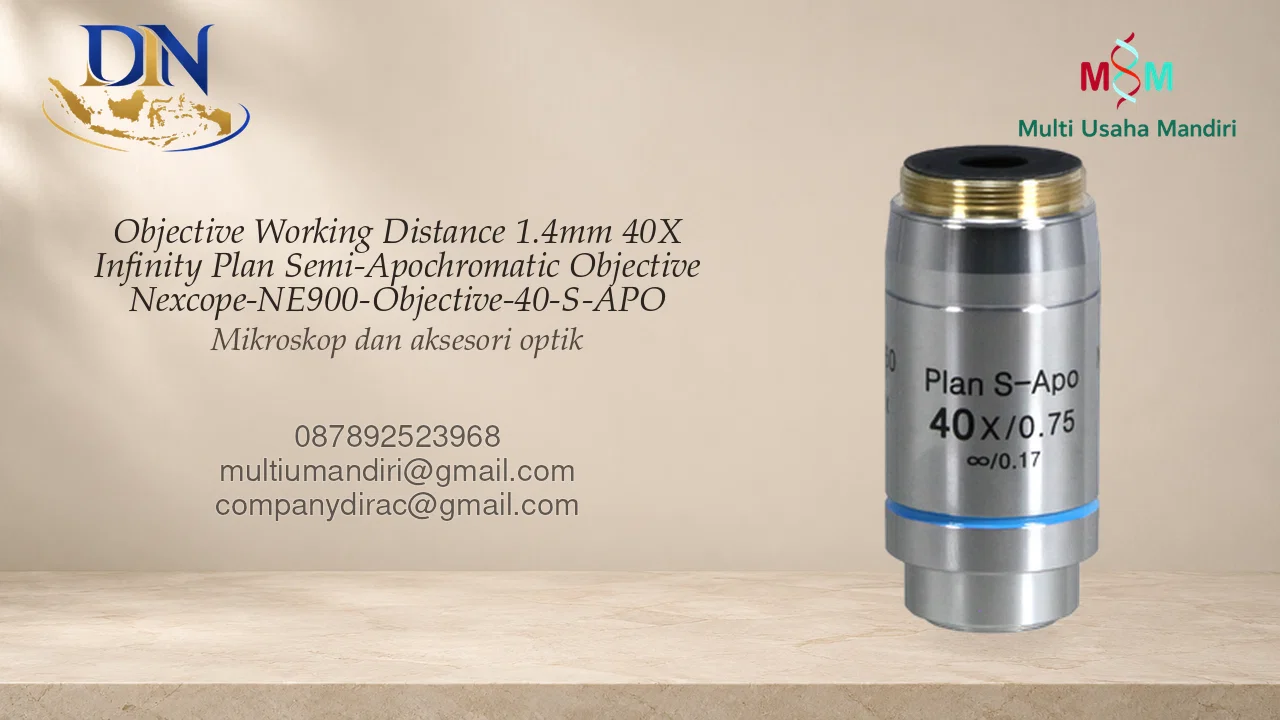 DN
M M
Multi Usaha Mandiri
Objective Working Distance 1.4mm 40X
Infinity Plan Semi-Apochromatic Objective
Nexcope-NE900-Objective-40-S-APO
Mikroskop dan aksesori optik
087892523968
multiumandiri@gmail.com
companydirac@gmail.com
Plan S-Apo
40X/0.75
∞/0.17